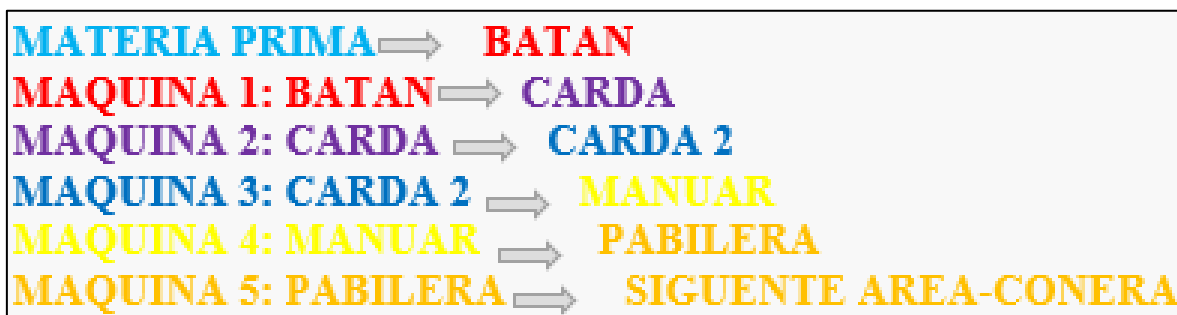 MATERIA PRIMA BATAN
MAQUINA 1: BATAN CARDA
MAQUINA 2: CARDA CARDA 2
MAQUINA 3: CARDA 2 MANUAR
MAQUINA 4: MANUAR PABILERA
MAQUINA 5: PABILERA SIGUENTE AREA-CONERA